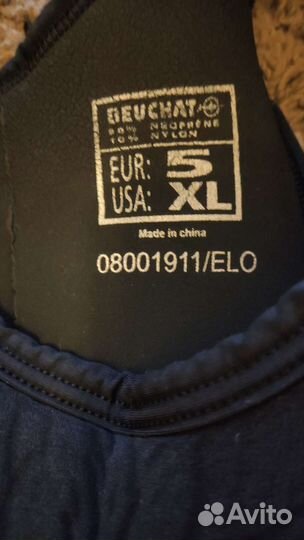 BEUCHAT
90% NEOPRENE
10% NYLON
EUR: 5
USA: XL
Made in china
08001911/ELO
Avito